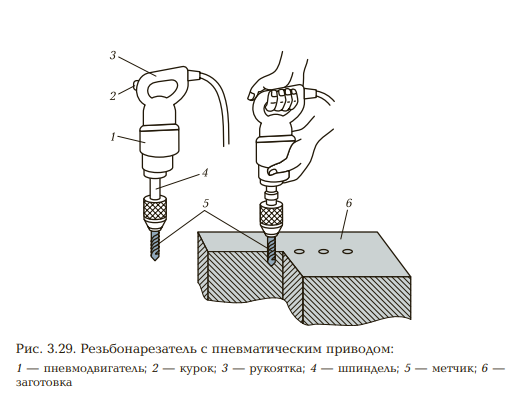 3
2
1
4
5
6
Рис. 3.29. Резьбонарезатель с пневматическим приводом:
1 — пневмодвигатель; 2 — курок; 3 — рукоятка; 4 — шпиндель; 5 — метчик; 6 —
заготовка